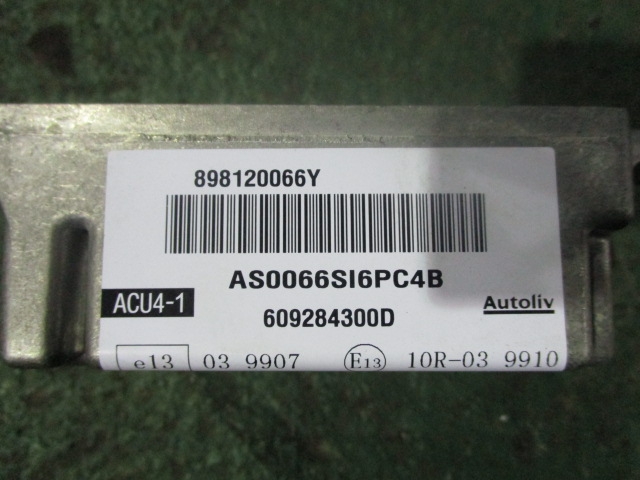 898120066Y
AS0066SI6PC4B
ACU4-1
609284300D
Autoliv
e13 03 9907 E13 10R-03 9910